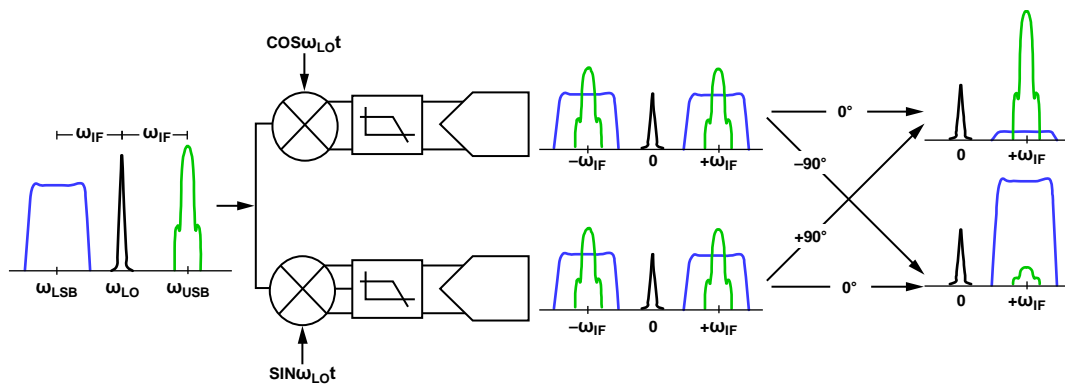 COSωLOt
ωIF ωIF
ωLSB ωLO ωUSB
SINωLOt
–ωIF 0 +ωIF
–ωIF 0 +ωIF
0°
–90°
+90°
0°
0 +ωIF
0 +ωIF